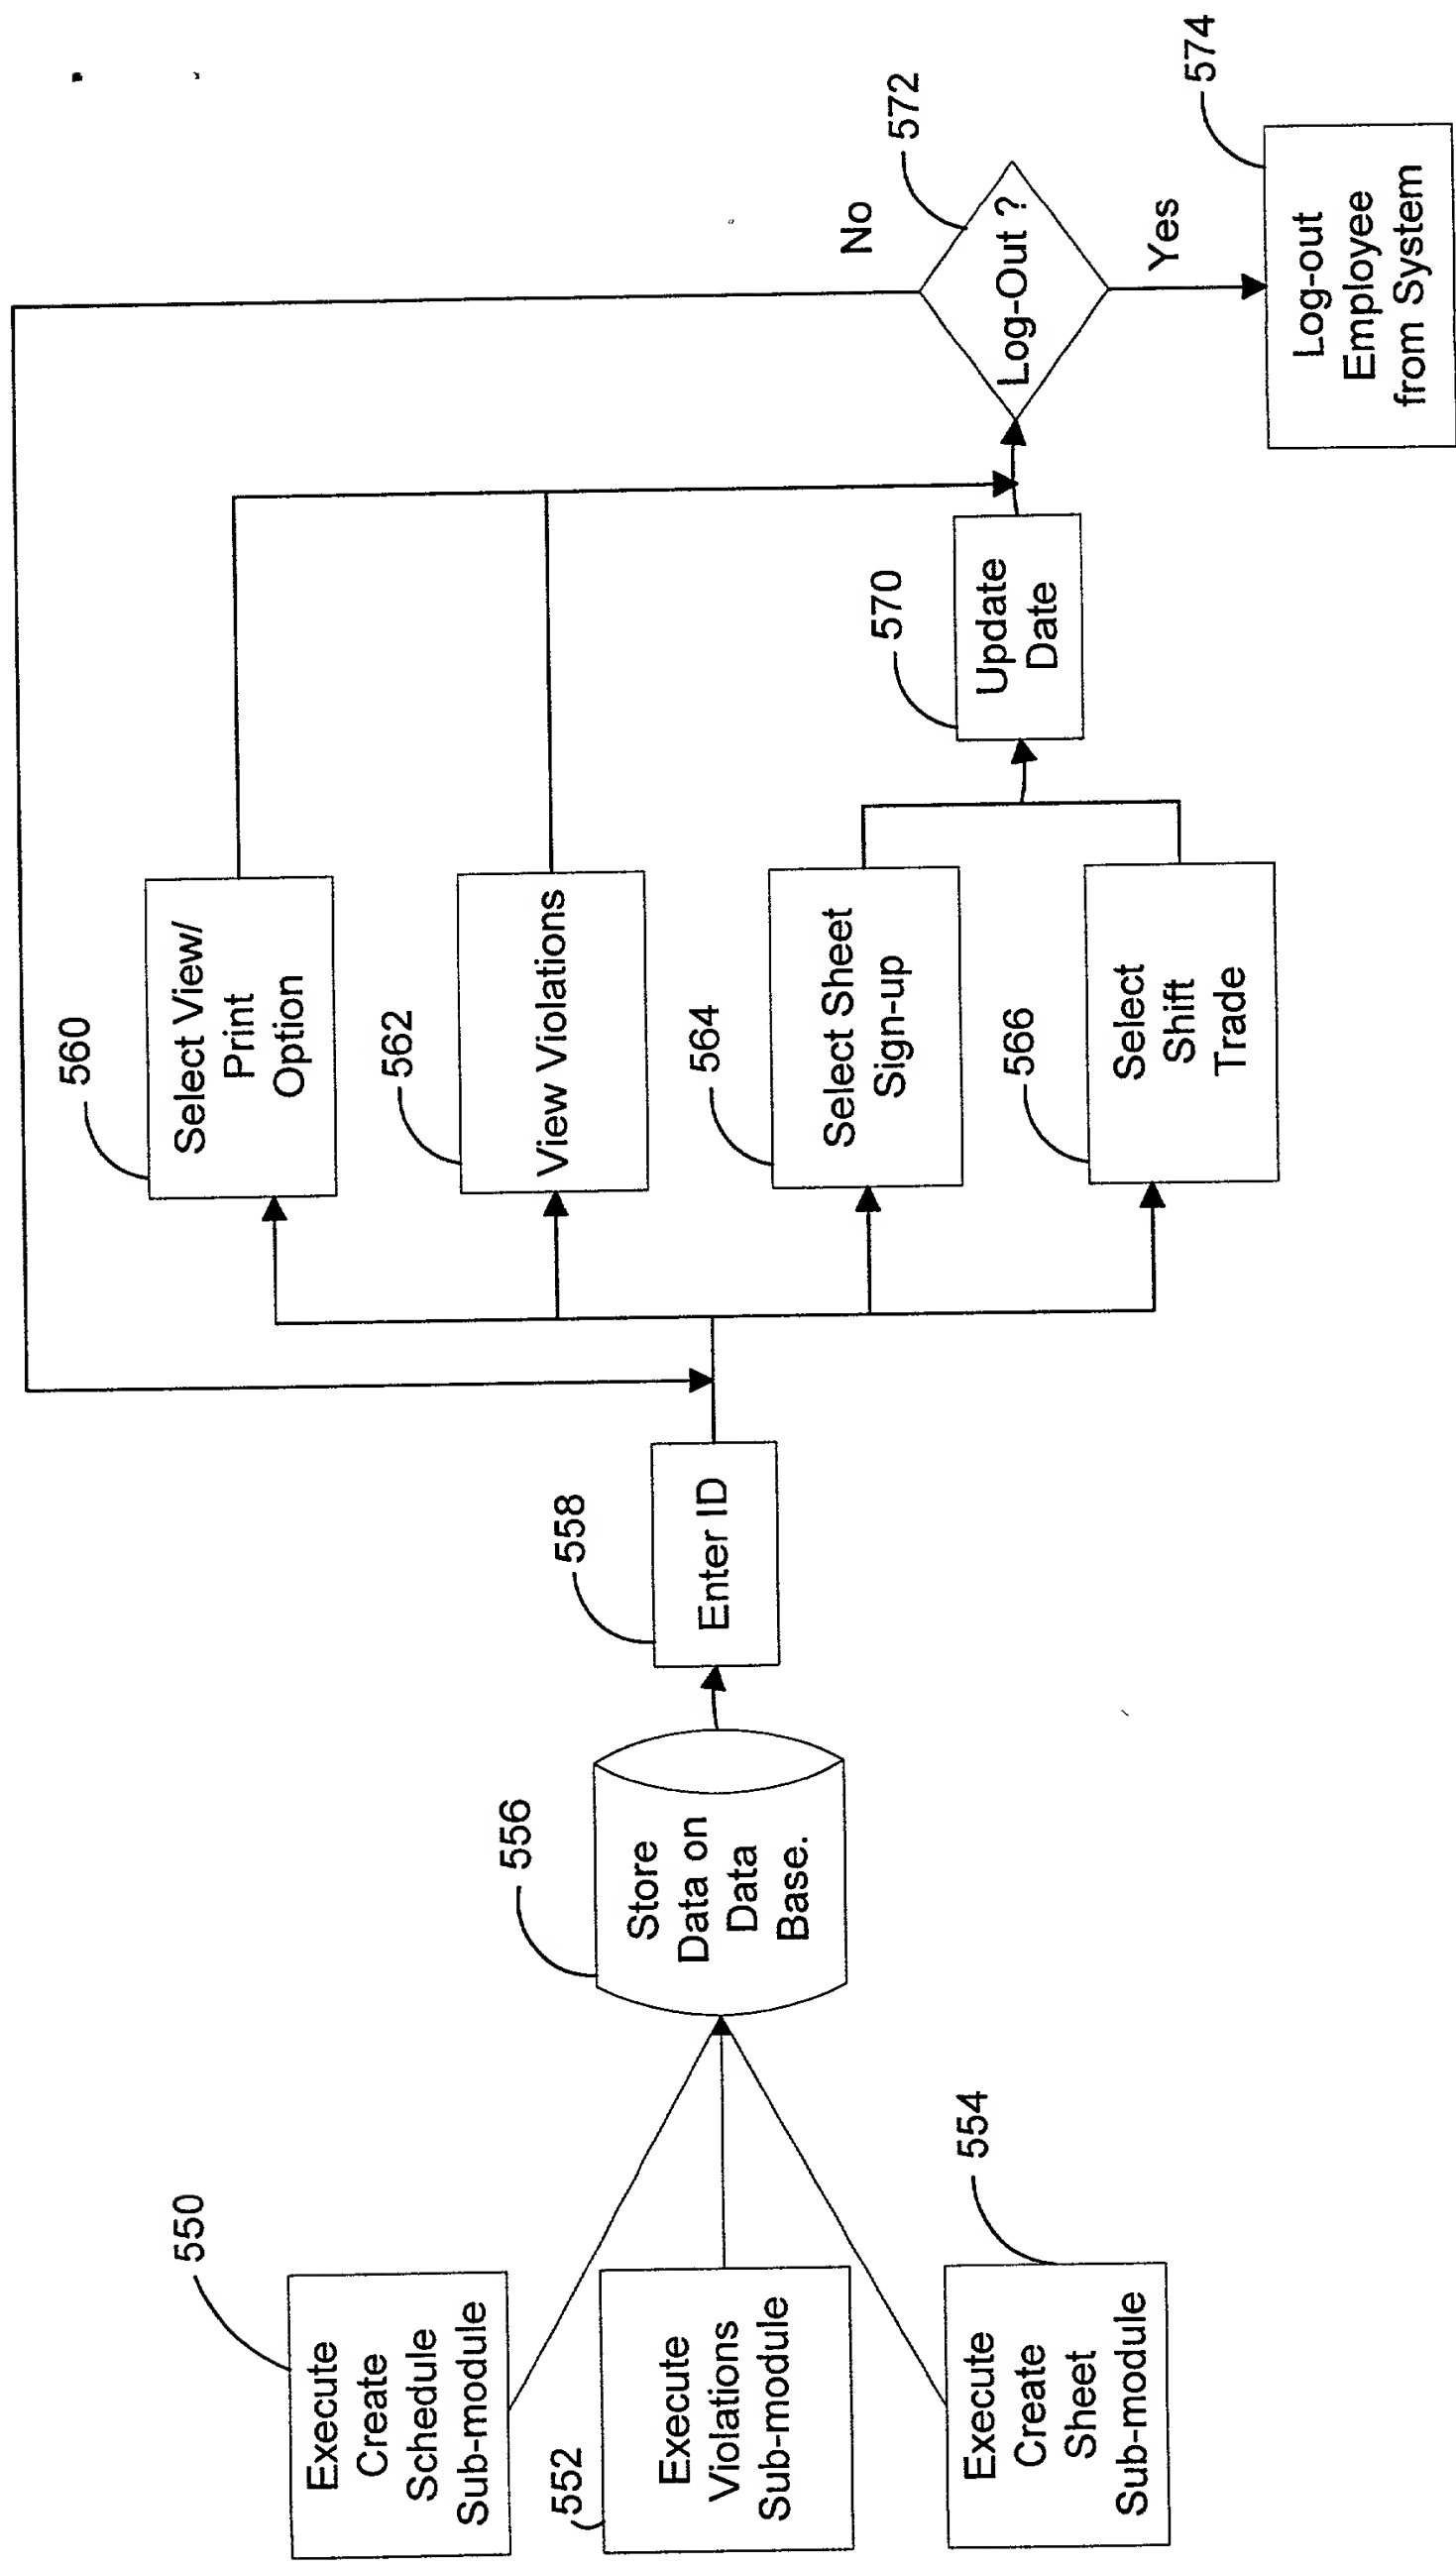 550
Execute
Create
Schedule
Sub-module
552
Execute
Violations
Sub-module
554
Execute
Create
Sheet
Sub-module
556
Store
Data on
Data
Base.
558
Enter ID
560
Select View/
Print
Option
562
View Violations
564
Select Sheet
Sign-up
566
Select
Shift
Trade
570
Update
Date
572
Log-Out ?
No
Yes
574
Log-out
Employee
from System